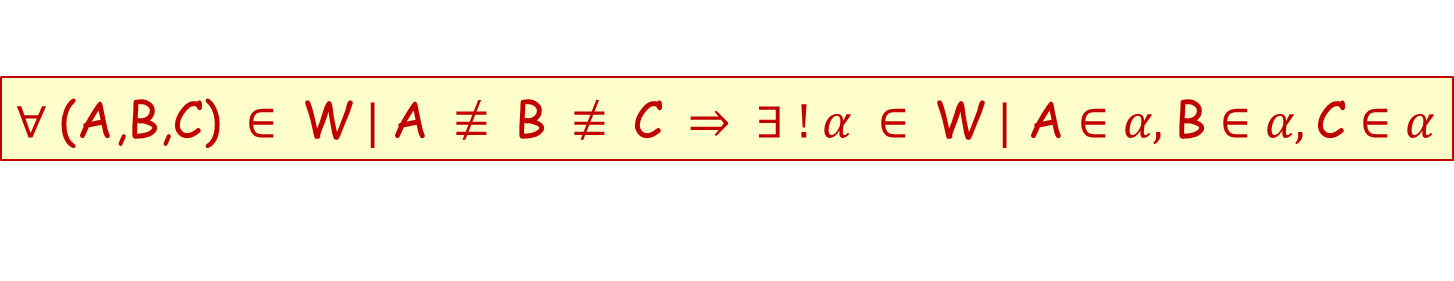 ∀ (A,B,C) ∈ W | A ≢ B ≢ C ⇒ ∃ ! α ∈ W | A ∈ α, B ∈ α, C ∈ α